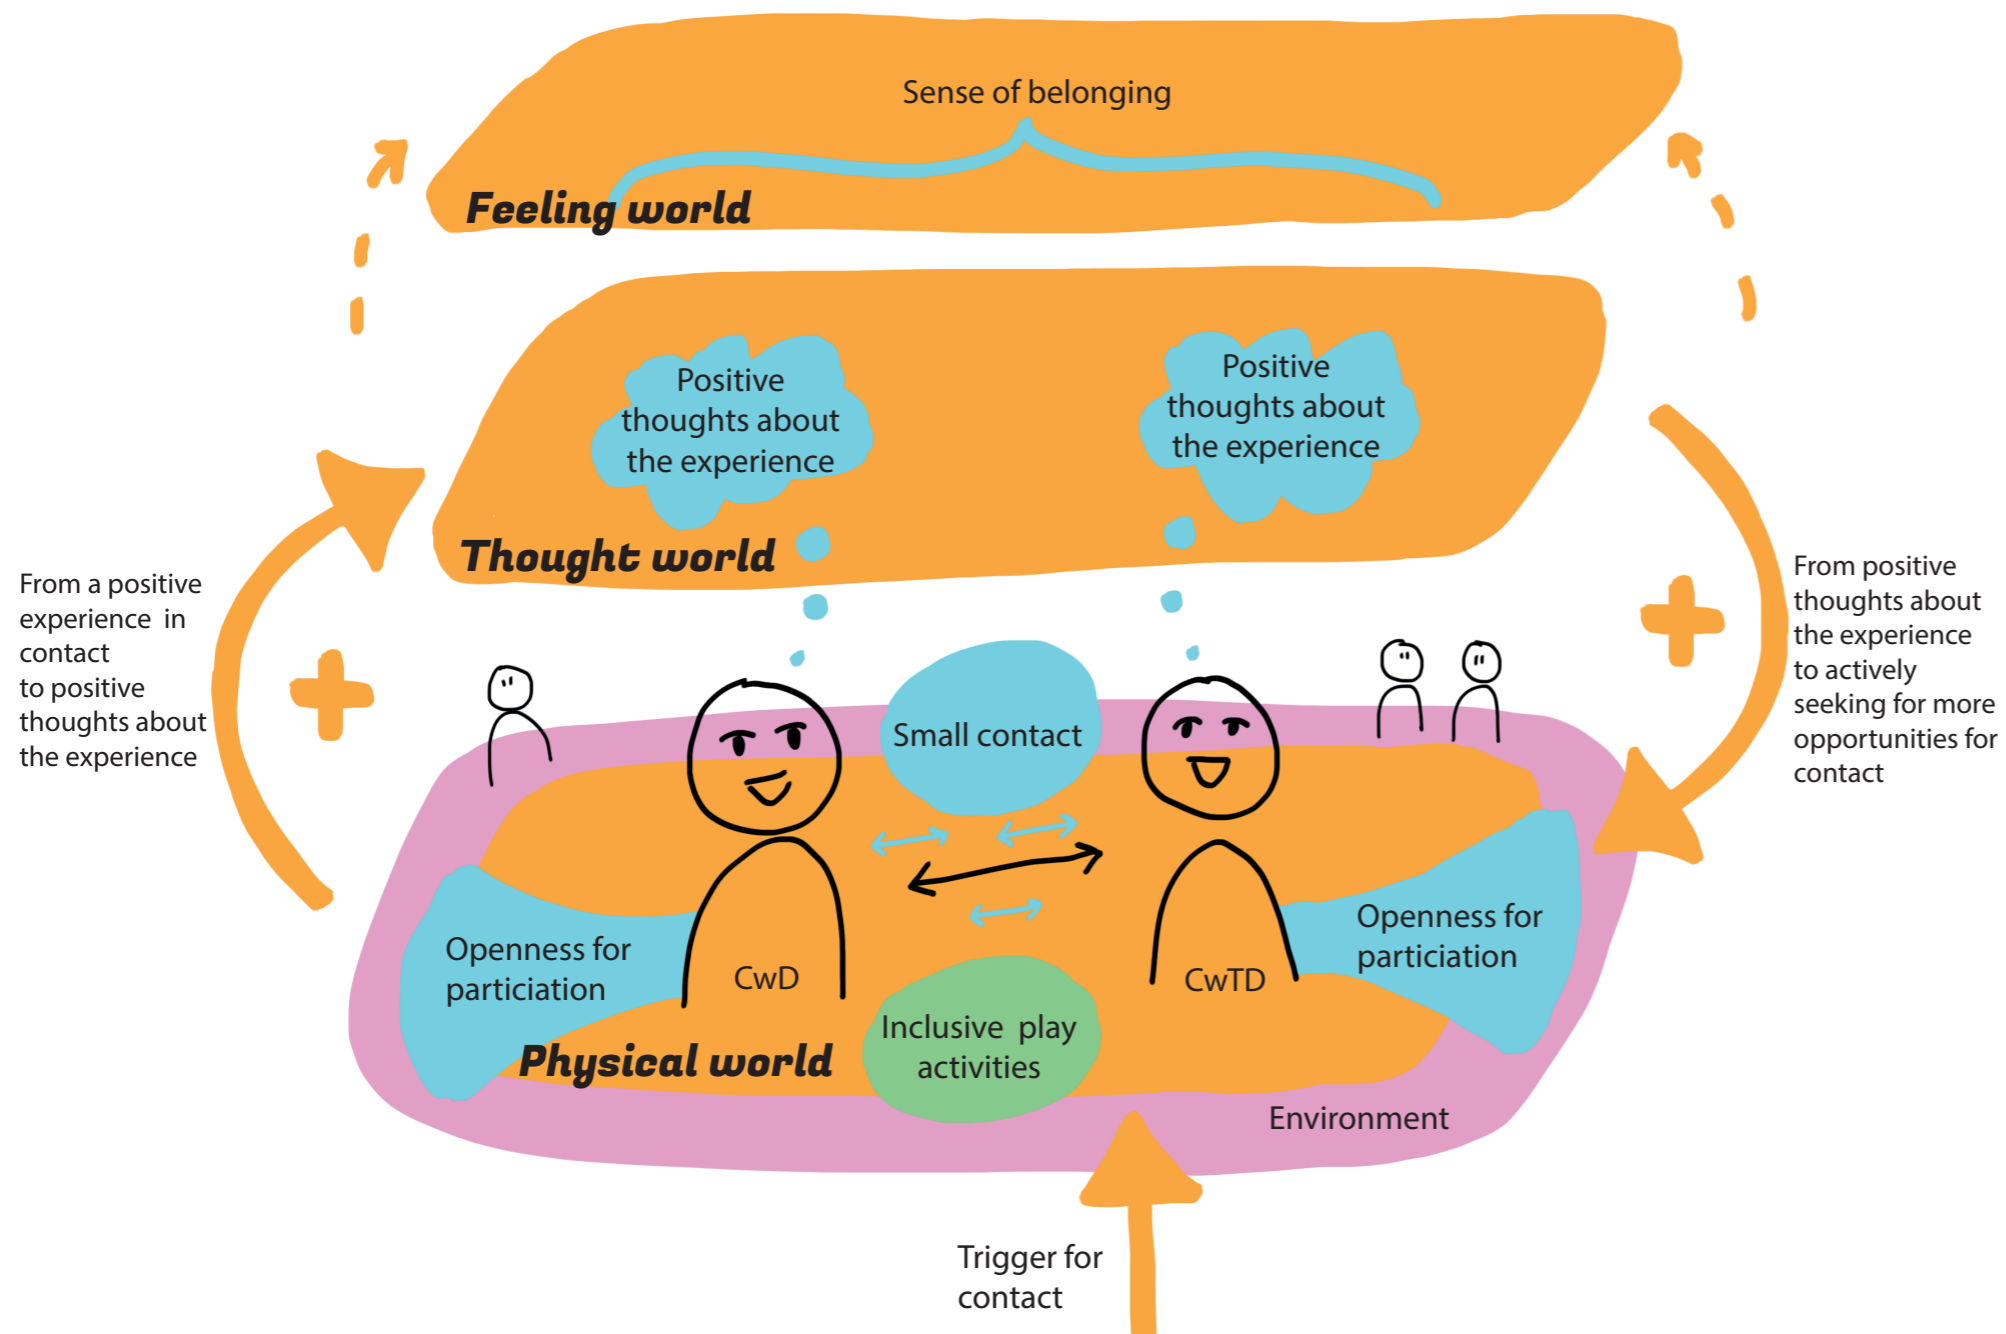 Sense of belonging
Feeling world
Positive
thoughts about
the experience
Positive
thoughts about
the experience
Thought world
From a positive
experience in
contact
to positive
thoughts about
the experience
From positive
thoughts about
the experience
to actively
seeking for more
opportunities for
contact
Small contact
Openness for
particiation
CwD
CwTD
Openness for
particiation
Inclusive play
activities
Physical world
Environment
Trigger for
contact